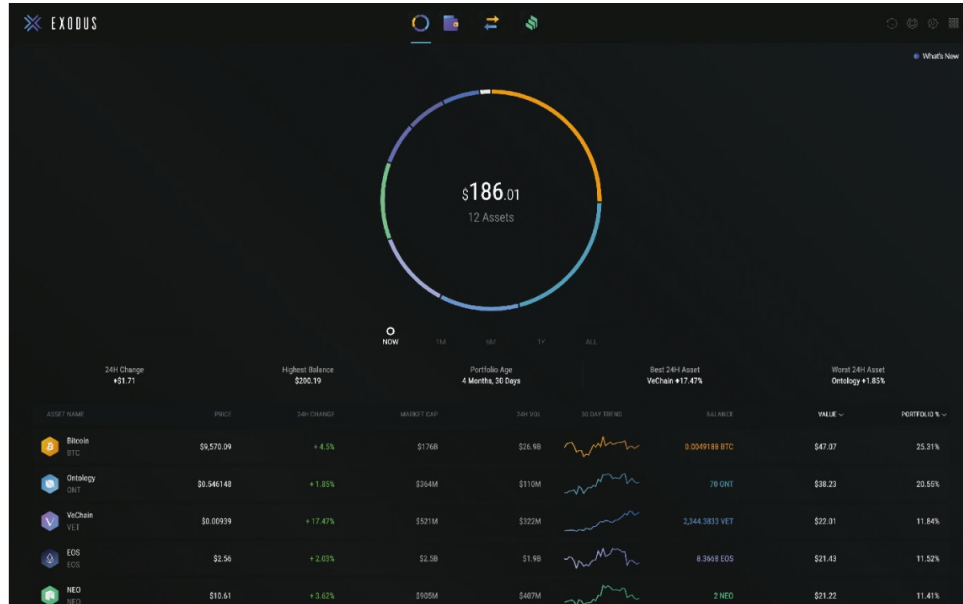 EXODUS
What's New
$186.01
12 Assets
NOW 1M 6M 1Y ALL
24H Change Highest Balance Portfolio Age Best 24H Asset Worst 24H Asset
+$1.71 $200.19 4 Months, 30 Days VeChain +17.47% Ontology +1.85%
ASSET NAME PRICE 24H CHANGE MARKET CAP 24H VOL 30 DAY TREND BALANCE VALUE PORTFOLIO %
Bitcoin $9,570.09 +4.5% $176B $26.9B 0.0049188 BTC $47.07 25.31%
BTC
Ontology $0.546148 +1.85% $364M $110M 70 ONT $38.23 20.55%
ONT
VeChain $0.00939 +17.47% $521M $322M 2,344.3833 VET $22.01 11.84%
VET
EOS $2.56 +2.03% $2.5B $1.9B 8.3668 EOS $21.43 11.52%
EOS
NEO $10.61 +3.62% $905M $407M 2 NEO $21.22 11.41%
NEO